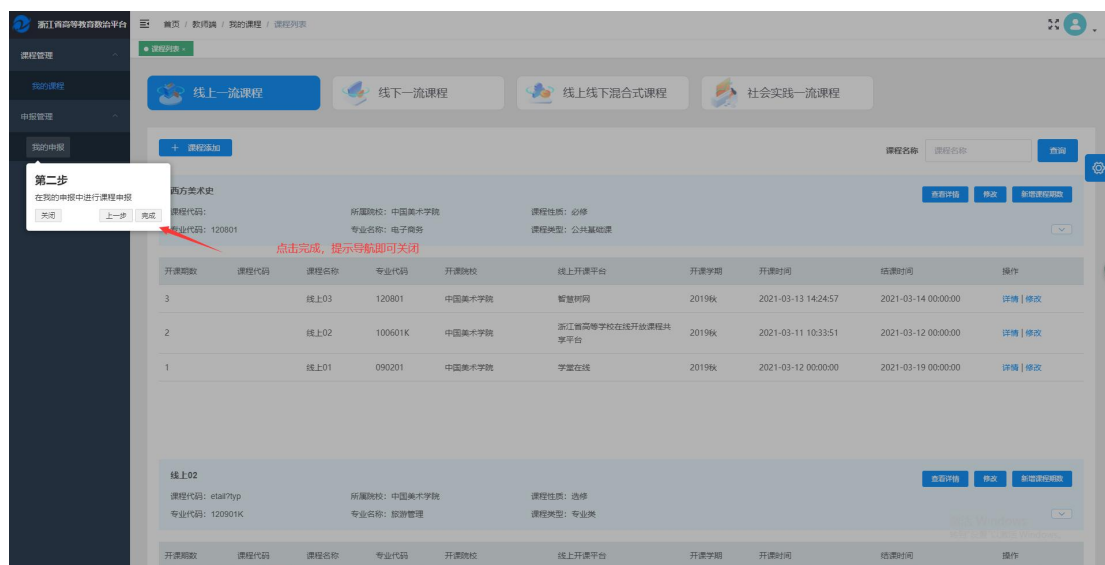 浙江省高等教育数治平台
首页 / 教师端 / 我的课程 / 课程列表
课程管理
课程列表
我的课程
线上一流课程
线下一流课程
线上线下混合式课程
社会实践一流课程
申报管理
我的申报
+ 课程添加
课程名称 课程名称 查询
第二步
在我的申报中进行课程申报
关闭 上一步 完成
点击完成，提示导航即可关闭
西方美术史
查看详情 修改 新增课程期数
课程代码: 所属院校: 中国美术学院 课程性质: 必修
专业代码: 120801 专业名称: 电子商务 课程类型: 公共基础课
开课期数 课程代码 课程名称 专业代码 开课院校 线上开课平台 开课学期 开课时间 结课时间 操作
3 线上03 120801 中国美术学院 智慧树网 2019秋 2021-03-13 14:24:57 2021-03-14 00:00:00 详情 | 修改
2 线上02 100601K 中国美术学院 浙江省高等学校在线开放课程共
享平台 2019秋 2021-03-11 10:33:51 2021-03-12 00:00:00 详情 | 修改
1 线上01 090201 中国美术学院 学堂在线 2019秋 2021-03-12 00:00:00 2021-03-19 00:00:00 详情 | 修改
线上02
查看详情 修改 新增课程期数
课程代码: etail?typ 所属院校: 中国美术学院 课程性质: 选修
专业代码: 120901K 专业名称: 旅游管理 课程类型: 专业类
开课期数 课程代码 课程名称 专业代码 开课院校 线上开课平台 开课学期 开课时间 结课时间 操作